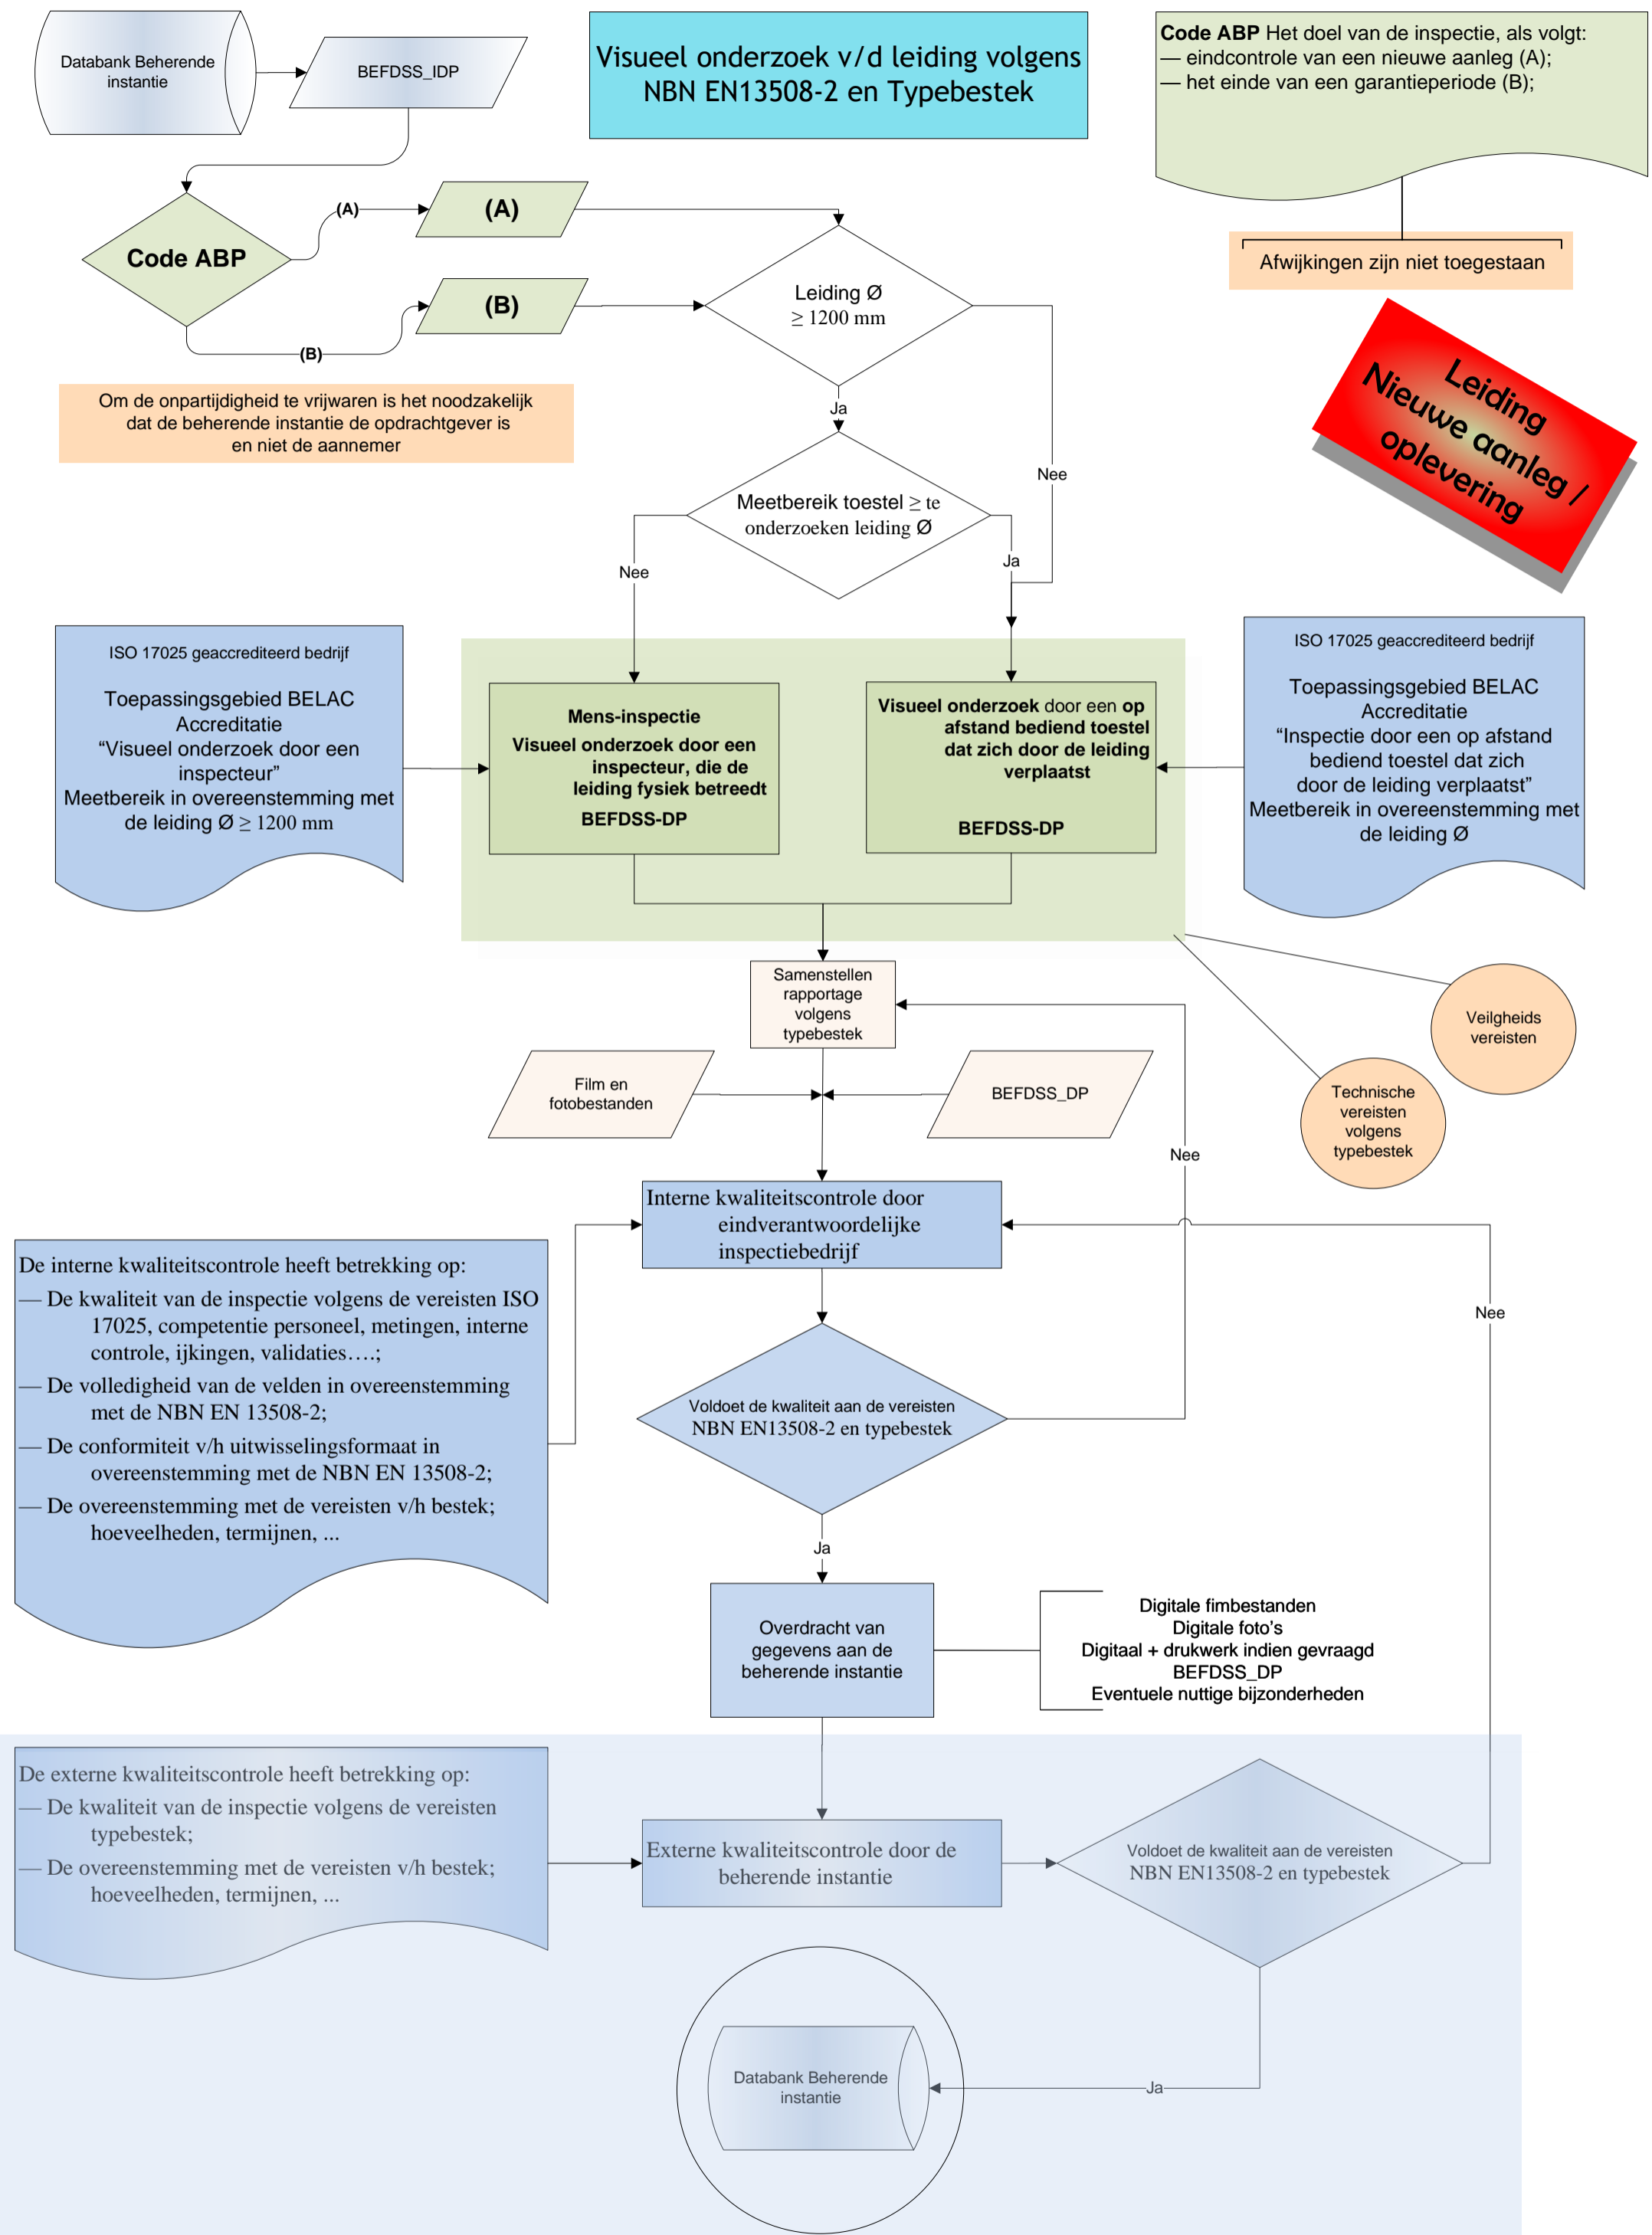 Databank Beherende
instantie
BEFDSS_IDP
Visueel onderzoek v/d leiding volgens
NBN EN13508-2 en Typebestek
Code ABP Het doel van de inspectie, als volgt:
— eindcontrole van een nieuwe aanleg (A);
— het einde van een garantieperiode (B);
Afwijkingen zijn niet toegestaan
Code ABP
(A)
(A)
(B)
(B)
Leiding Ø
≥ 1200 mm
Leiding
Nieuwe aanleg /
oplevering
Om de onpartijdigheid te vrijwaren is het noodzakelijk
dat de beherende instantie de opdrachtgever is
en niet de aannemer
Ja
Nee
Meetbereik toestel ≥ te
onderzoeken leiding Ø
Nee
Ja
ISO 17025 geaccrediteerd bedrijf
Toepassingsgebied BELAC
Accreditatie
“Visueel onderzoek door een
inspecteur”
Meetbereik in overeenstemming met
de leiding Ø ≥ 1200 mm
Mens-inspectie
Visueel onderzoek door een
inspecteur, die de
leiding fysiek betreedt
BEFDSS-DP
Visueel onderzoek door een op
afstand bediend toestel
dat zich door de leiding
verplaatst
BEFDSS-DP
ISO 17025 geaccrediteerd bedrijf
Toepassingsgebied BELAC
Accreditatie
“Inspectie door een op afstand
bediend toestel dat zich
door de leiding verplaatst”
Meetbereik in overeenstemming met
de leiding Ø
Samenstellen
rapportage
volgens
typebestek
Veilgheids
vereisten
Technische
vereisten
volgens
typebestek
Film en
fotobestanden
BEFDSS_DP
Nee
Interne kwaliteitscontrole door
eindverantwoordelijke
inspectiebedrijf
De interne kwaliteitscontrole heeft betrekking op:
— De kwaliteit van de inspectie volgens de vereisten ISO
17025, competentie personeel, metingen, interne
controle, ijkingen, validaties….;
— De volledigheid van de velden in overeenstemming
met de NBN EN 13508-2;
— De conformiteit v/h uitwisselingsformaat in
overeenstemming met de NBN EN 13508-2;
— De overeenstemming met de vereisten v/h bestek;
hoeveelheden, termijnen, ...
Nee
Voldoet de kwaliteit aan de vereisten
NBN EN13508-2 en typebestek
Ja
Overdracht van
gegevens aan de
beherende instantie
Digitale fimbestanden
Digitale foto's
Digitaal + drukwerk indien gevraagd
BEFDSS_DP
Eventuele nuttige bijzonderheden
De externe kwaliteitscontrole heeft betrekking op:
— De kwaliteit van de inspectie volgens de vereisten
typebestek;
— De overeenstemming met de vereisten v/h bestek;
hoeveelheden, termijnen, ...
Externe kwaliteitscontrole door de
beherende instantie
Voldoet de kwaliteit aan de vereisten
NBN EN13508-2 en typebestek
Databank Beherende
instantie
Ja